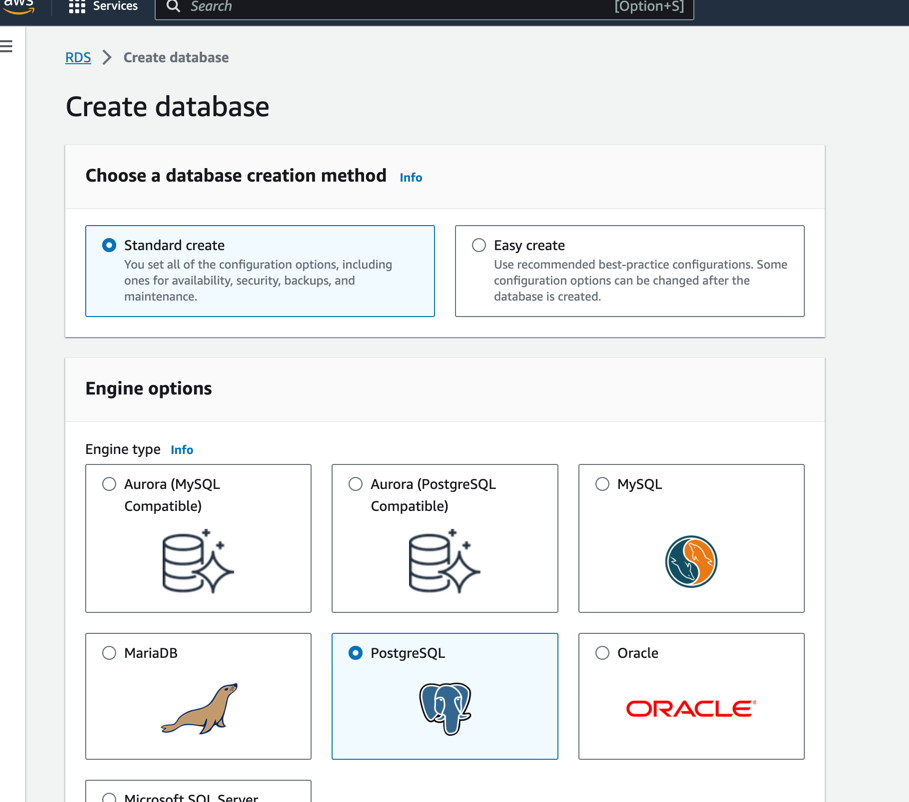 aws
Services
Search
[Option+S]
RDS
Create database
Create database
Choose a database creation method Info
Standard create
You set all of the configuration options, including
ones for availability, security, backups, and
maintenance.
Easy create
Use recommended best-practice configurations. Some
configuration options can be changed after the
database is created.
Engine options
Engine type Info
Aurora (MySQL
Compatible)
Aurora (PostgreSQL
Compatible)
MySQL
MariaDB
PostgreSQL
Oracle
ORACLE®
Microsoft SQL Server